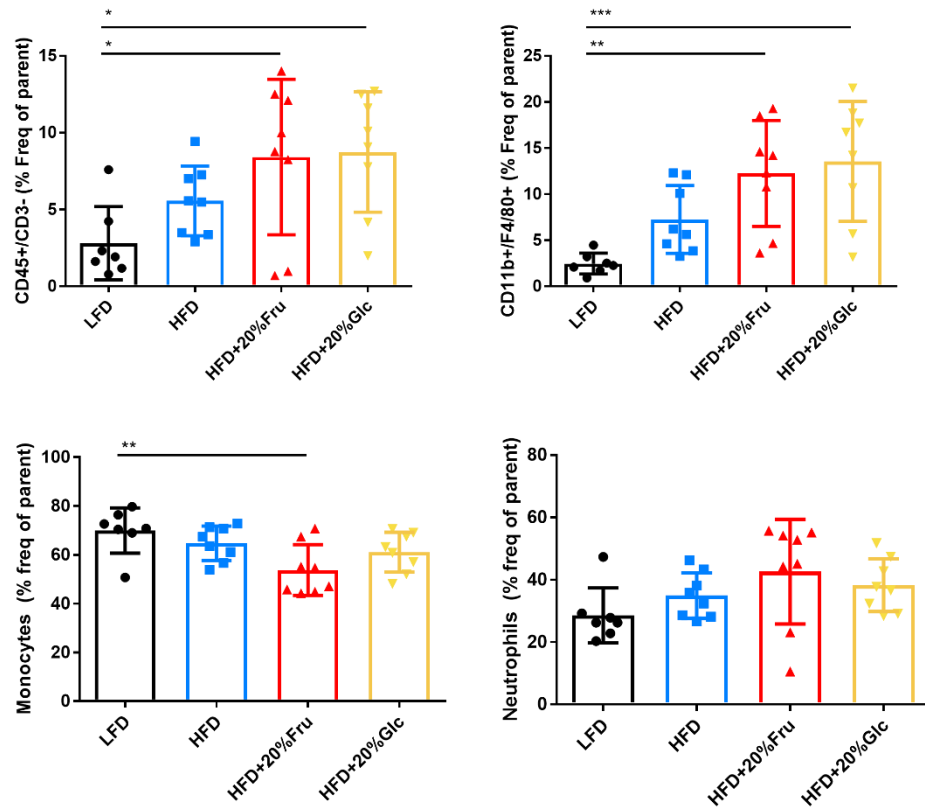 *
*
CD45+/CD3- (% Freq of parent)
15
10
5
0
LFD
HFD
HFD+20%Fru
HFD+20%Glc
***
**
CD11b+/F4/80+ (% Freq of parent)
25
20
15
10
5
0
LFD
HFD
HFD+20%Fru
HFD+20%Glc
**
Monocytes (% freq of parent)
100
80
60
40
20
0
LFD
HFD
HFD+20%Fru
HFD+20%Glc
Neutrophils (% freq of parent)
80
60
40
20
0
LFD
HFD
HFD+20%Fru
HFD+20%Glc